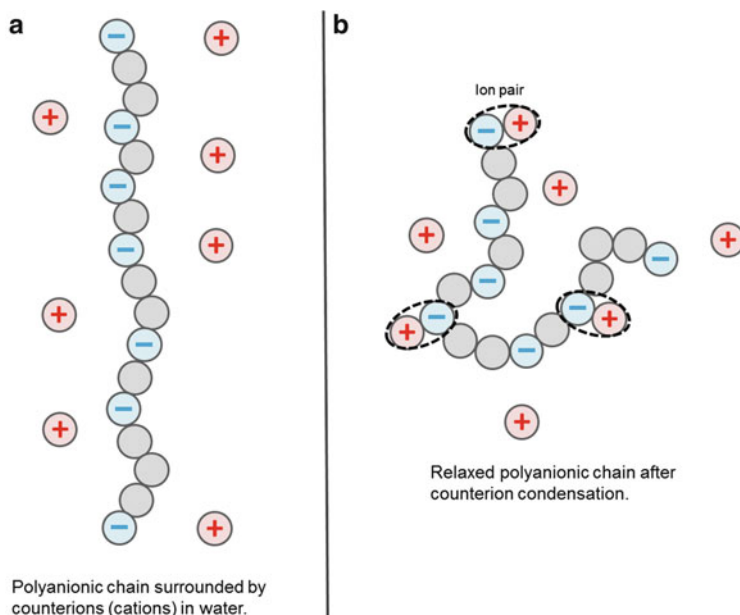 a
b
Ion pair
Polyanionic chain surrounded by
counterions (cations) in water.
Relaxed polyanionic chain after
counterion condensation.